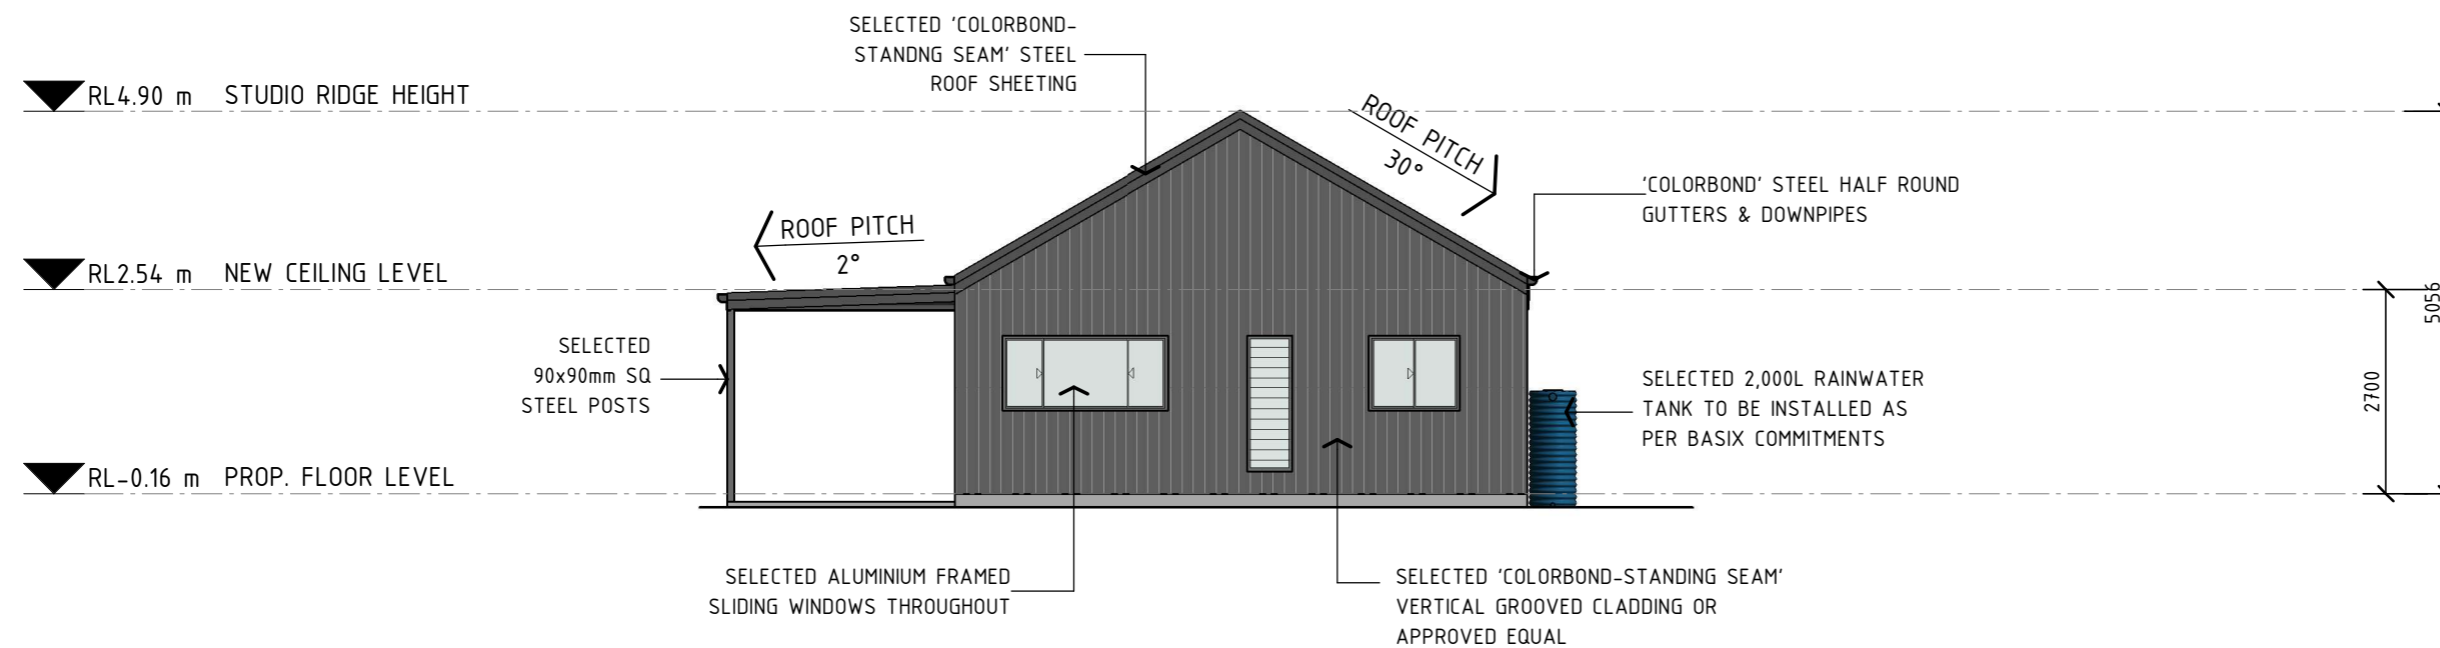 SELECTED 'COLORBOND-
STANDNG SEAM' STEEL
ROOF SHEETING
RL4.90 m STUDIO RIDGE HEIGHT
ROOF PITCH
30°
'COLORBOND' STEEL HALF ROUND
GUTTERS & DOWNPIPES
ROOF PITCH
2°
RL2.54 m NEW CEILING LEVEL
5056
2700
SELECTED
90x90mm SQ
STEEL POSTS
SELECTED 2,000L RAINWATER
TANK TO BE INSTALLED AS
PER BASIX COMMITMENTS
RL-0.16 m PROP. FLOOR LEVEL
SELECTED ALUMINIUM FRAMED
SLIDING WINDOWS THROUGHOUT
SELECTED 'COLORBOND-STANDING SEAM'
VERTICAL GROOVED CLADDING OR
APPROVED EQUAL